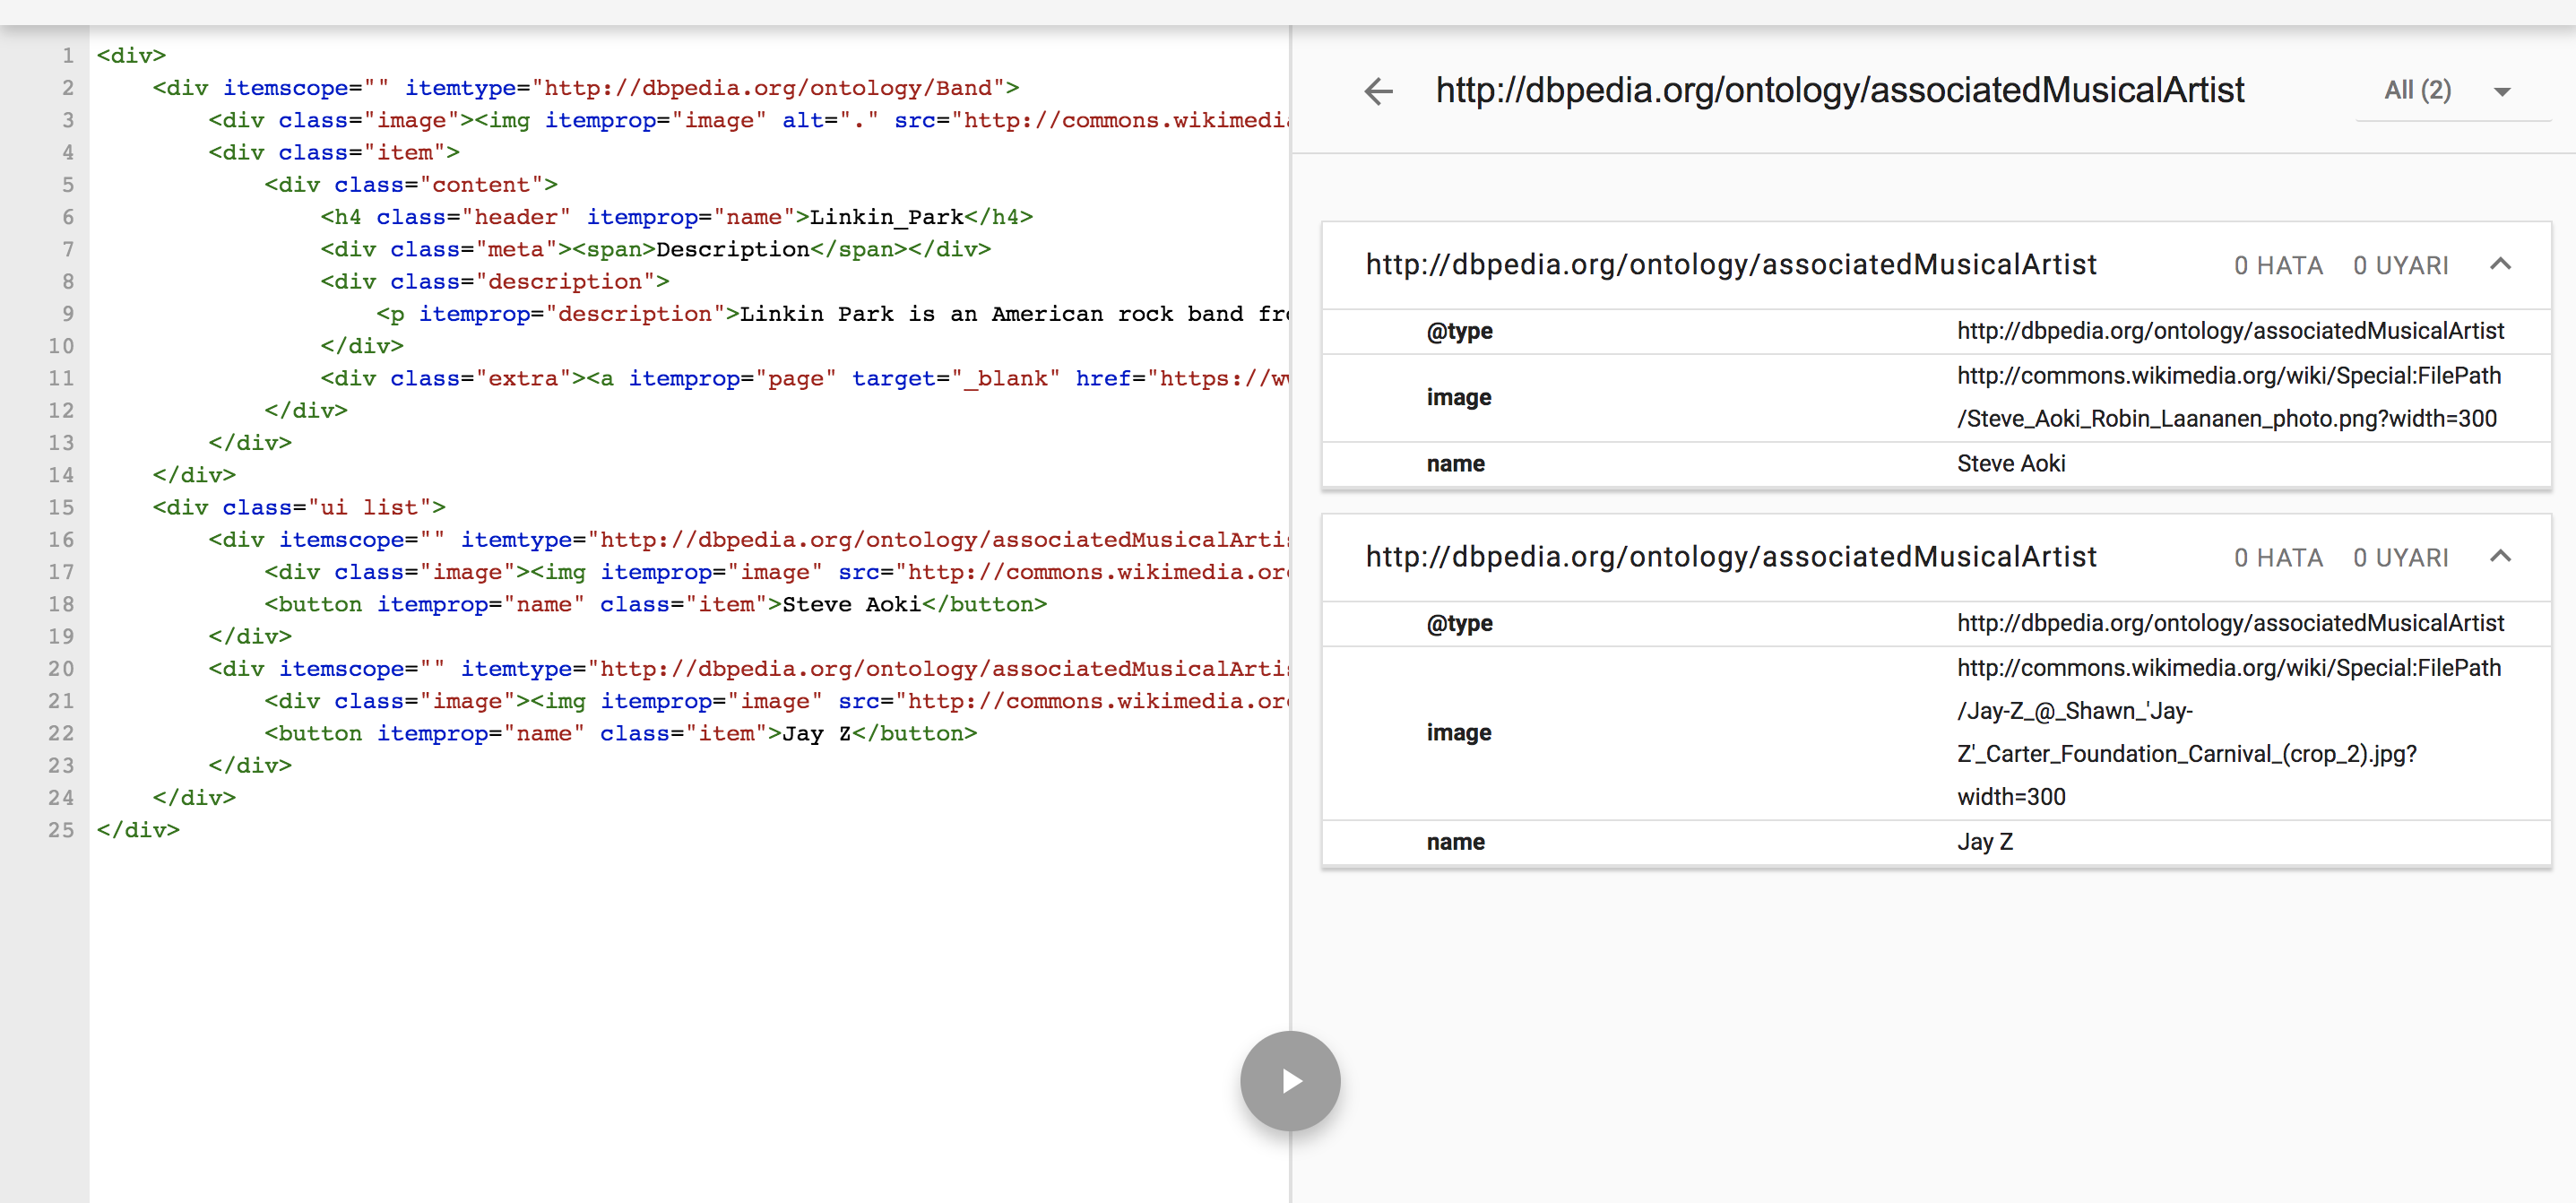 1 <div>
2 <div itemscope="" itemtype="http://dbpedia.org/ontology/Band">
3 <div class="image"><img itemprop="image" alt="." src="http://commons.wikimedia
4 <div class="item">
5 <div class="content">
6 <h4 class="header" itemprop="name">Linkin_Park</h4>
7 <div class="meta"><span>Description</span></div>
8 <div class="description">
9 <p itemprop="description">Linkin Park is an American rock band fr
10 </div>
11 <div class="extra"><a itemprop="page" target="_blank" href="https://w
12 </div>
13 </div>
14 </div>
15 <div class="ui list">
16 <div itemscope="" itemtype="http://dbpedia.org/ontology/associatedMusicalArti
17 <div class="image"><img itemprop="image" src="http://commons.wikimedia.or
18 <button itemprop="name" class="item">Steve Aoki</button>
19 </div>
20 <div itemscope="" itemtype="http://dbpedia.org/ontology/associatedMusicalArti
21 <div class="image"><img itemprop="image" src="http://commons.wikimedia.or
22 <button itemprop="name" class="item">Jay Z</button>
23 </div>
24 </div>
25 </div>
http://dbpedia.org/ontology/associatedMusicalArtist All (2)
http://dbpedia.org/ontology/associatedMusicalArtist 0 HATA 0 UYARI
@type http://dbpedia.org/ontology/associatedMusicalArtist
image http://commons.wikimedia.org/wiki/Special:FilePath
/Steve_Aoki_Robin_Laananen_photo.png?width=300
name Steve Aoki
http://dbpedia.org/ontology/associatedMusicalArtist 0 HATA 0 UYARI
@type http://dbpedia.org/ontology/associatedMusicalArtist
image http://commons.wikimedia.org/wiki/Special:FilePath
/Jay-Z_@_Shawn_'Jay-
Z'_Carter_Foundation_Carnival_(crop_2).jpg?
width=300
name Jay Z